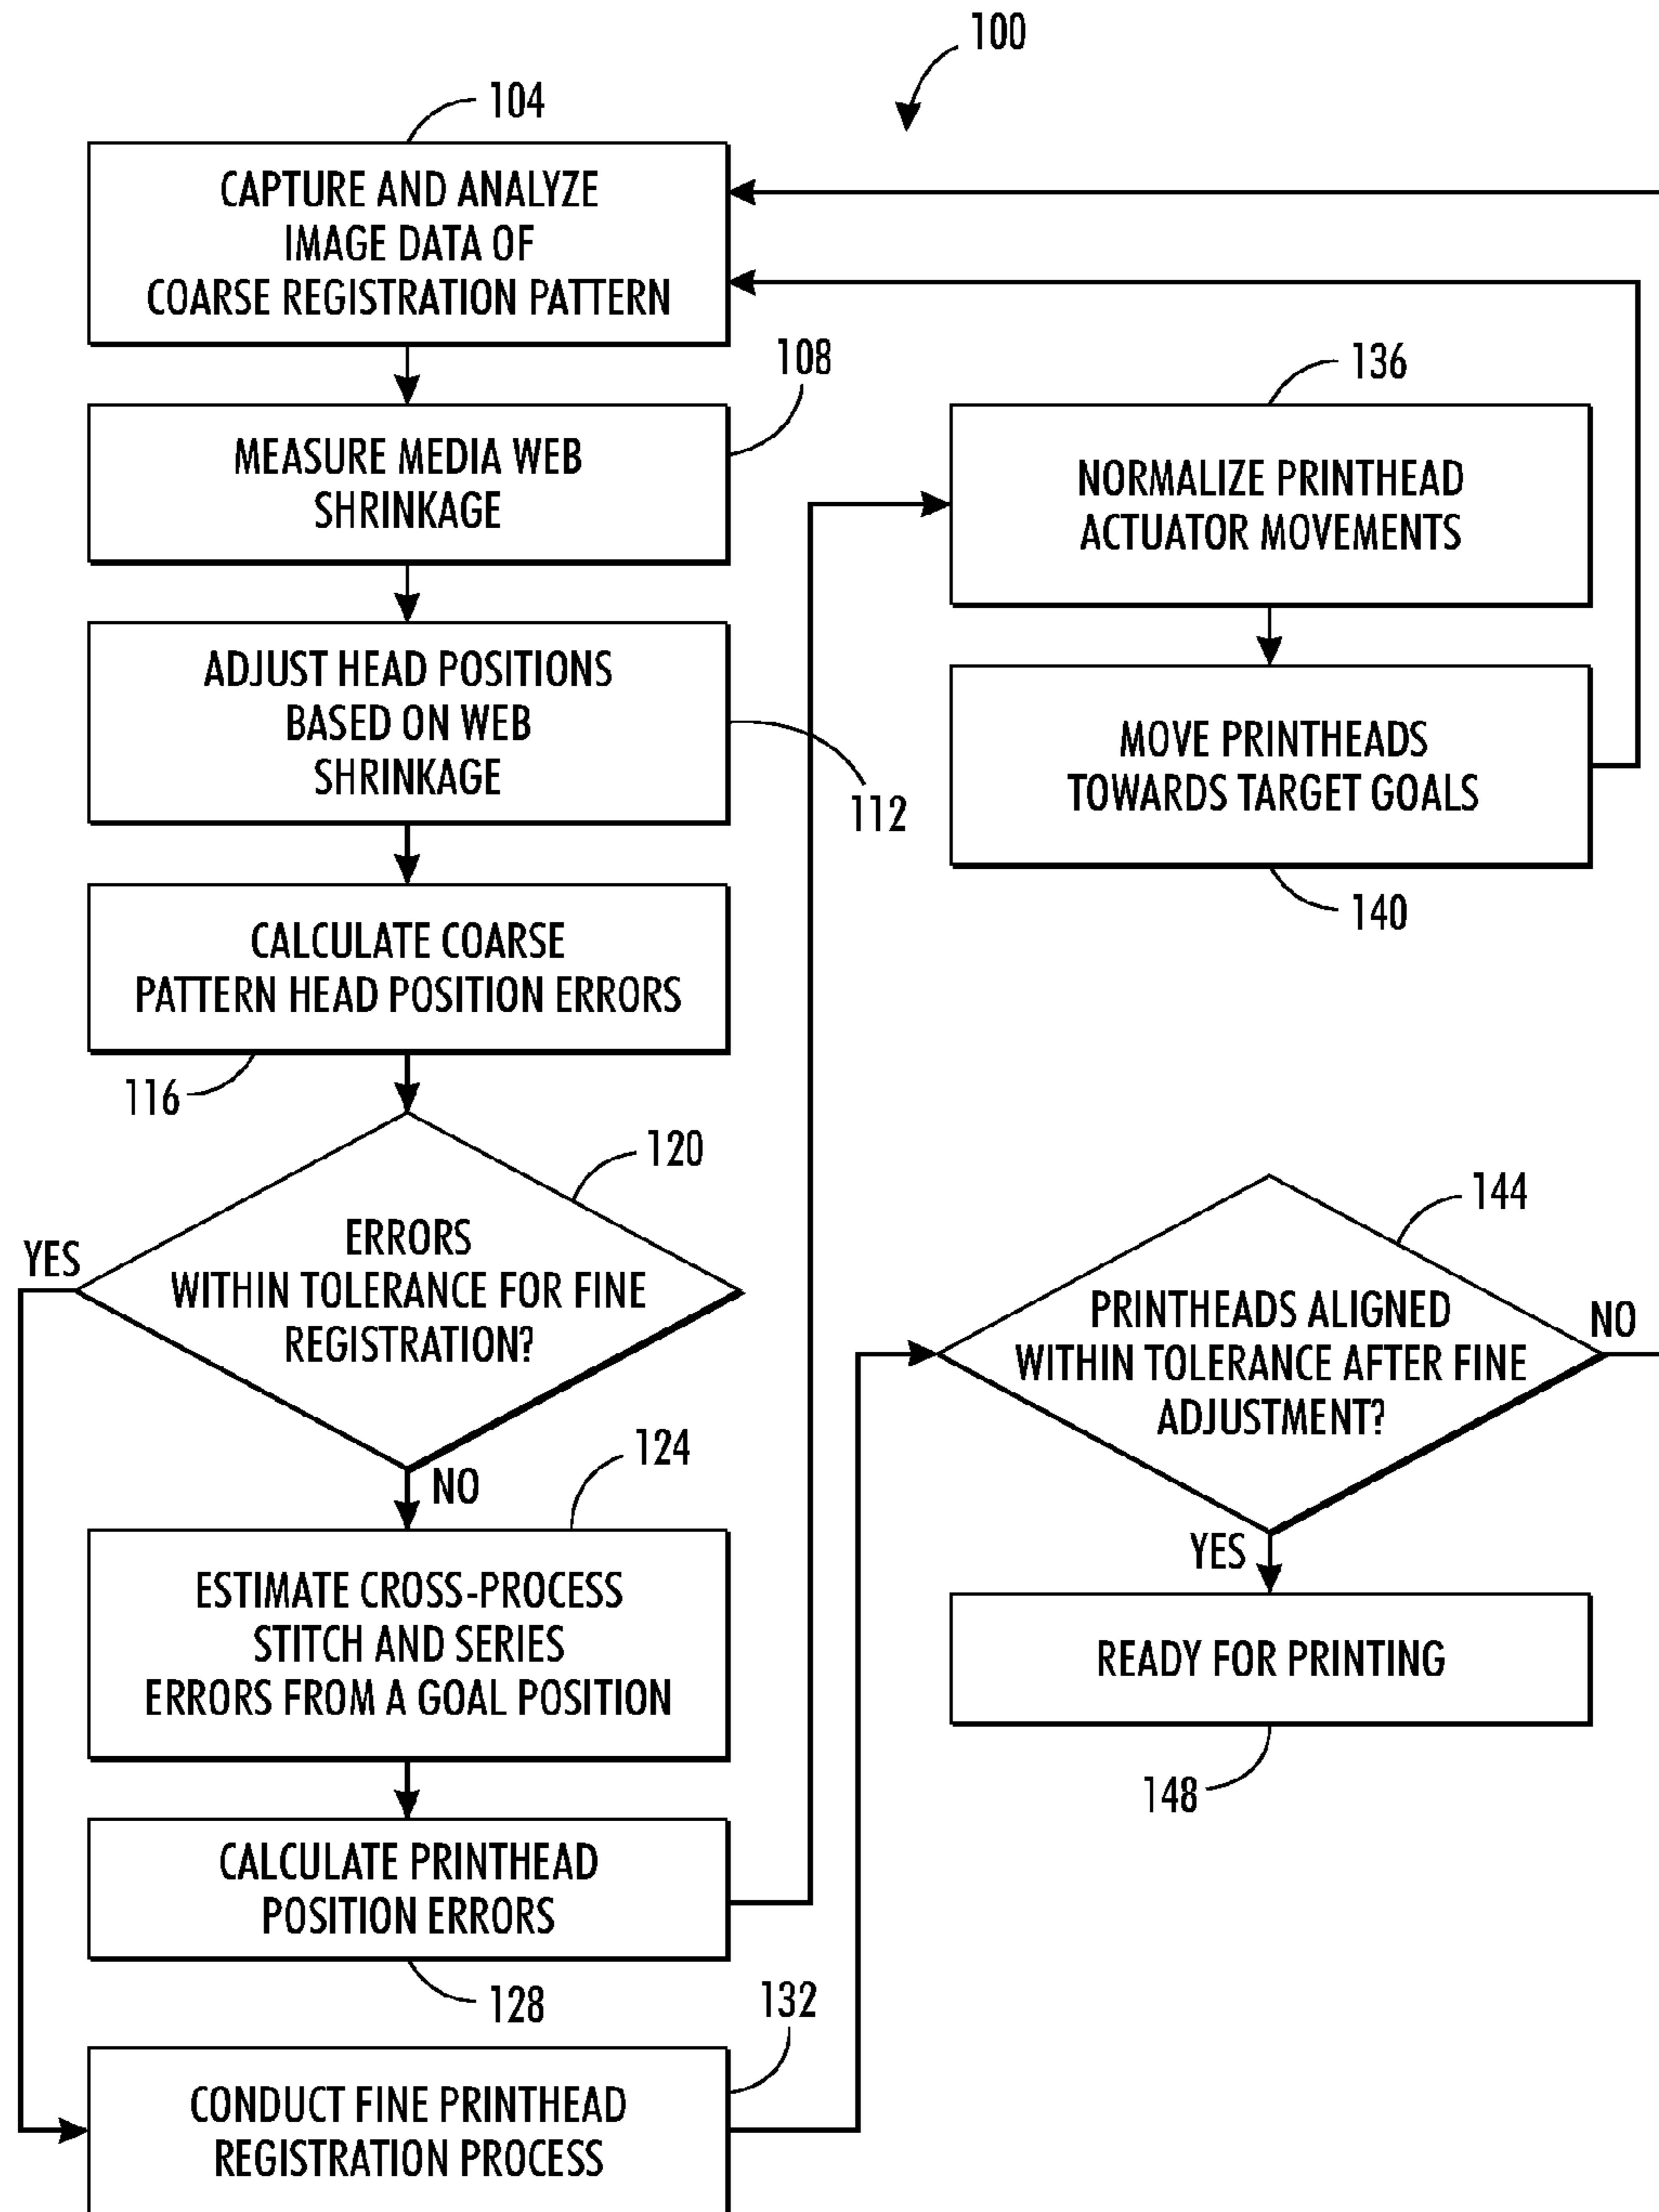 100
104
CAPTURE AND ANALYZE
IMAGE DATA OF
COARSE REGISTRATION PATTERN
108
MEASURE MEDIA WEB
SHRINKAGE
ADJUST HEAD POSITIONS
BASED ON WEB
SHRINKAGE
112
CALCULATE COARSE
PATTERN HEAD POSITION ERRORS
116
120
YES
ERRORS
WITHIN TOLERANCE FOR FINE
REGISTRATION?
NO
124
ESTIMATE CROSS-PROCESS
STITCH AND SERIES
ERRORS FROM A GOAL POSITION
CALCULATE PRINTHEAD
POSITION ERRORS
128
132
CONDUCT FINE PRINTHEAD
REGISTRATION PROCESS
136
NORMALIZE PRINTHEAD
ACTUATOR MOVEMENTS
MOVE PRINTHEADS
TOWARDS TARGET GOALS
140
144
PRINTHEADS ALIGNED
WITHIN TOLERANCE AFTER FINE
ADJUSTMENT?
NO
YES
READY FOR PRINTING
148